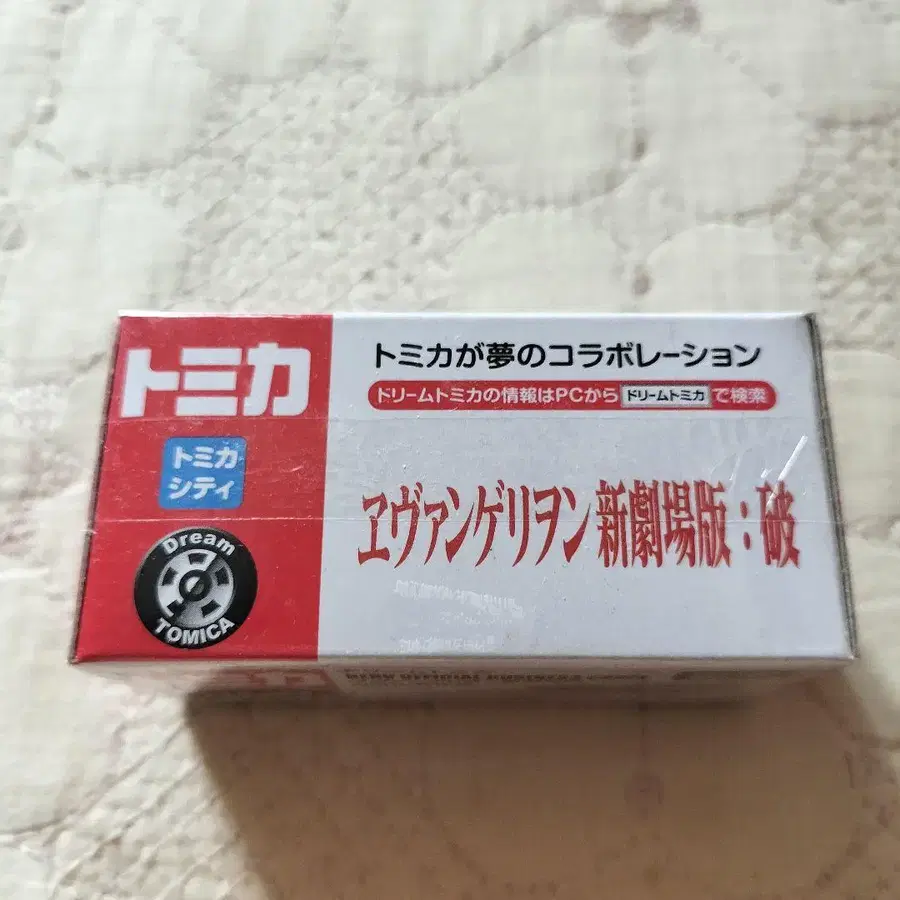 トミカ
トミカ
シティ
Dream
TOMICA
トミカが夢のコラボレーション
ドリームトミカの情報はPCから ドリームトミカ で検索
ヱヴァンゲリヲン 新劇場版：破
NERV OFFICIAL BUSINESS